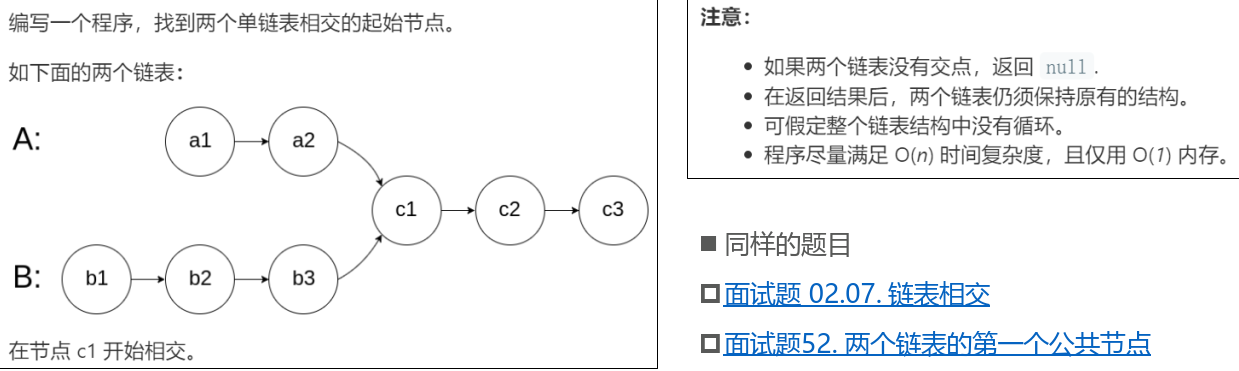 编写一个程序，找到两个单链表相交的起始节点。
如下面的两个链表：
A:
a1
a2
c1
c2
c3
B:
b1
b2
b3
在节点 c1 开始相交。
注意：
如果两个链表没有交点，返回 null.
在返回结果后，两个链表仍须保持原有的结构。
可假定整个链表结构中没有循环。
程序尽量满足 O(n) 时间复杂度，且仅用 O(1) 内存。
同样的题目
面试题 02.07. 链表相交
面试题52. 两个链表的第一个公共节点